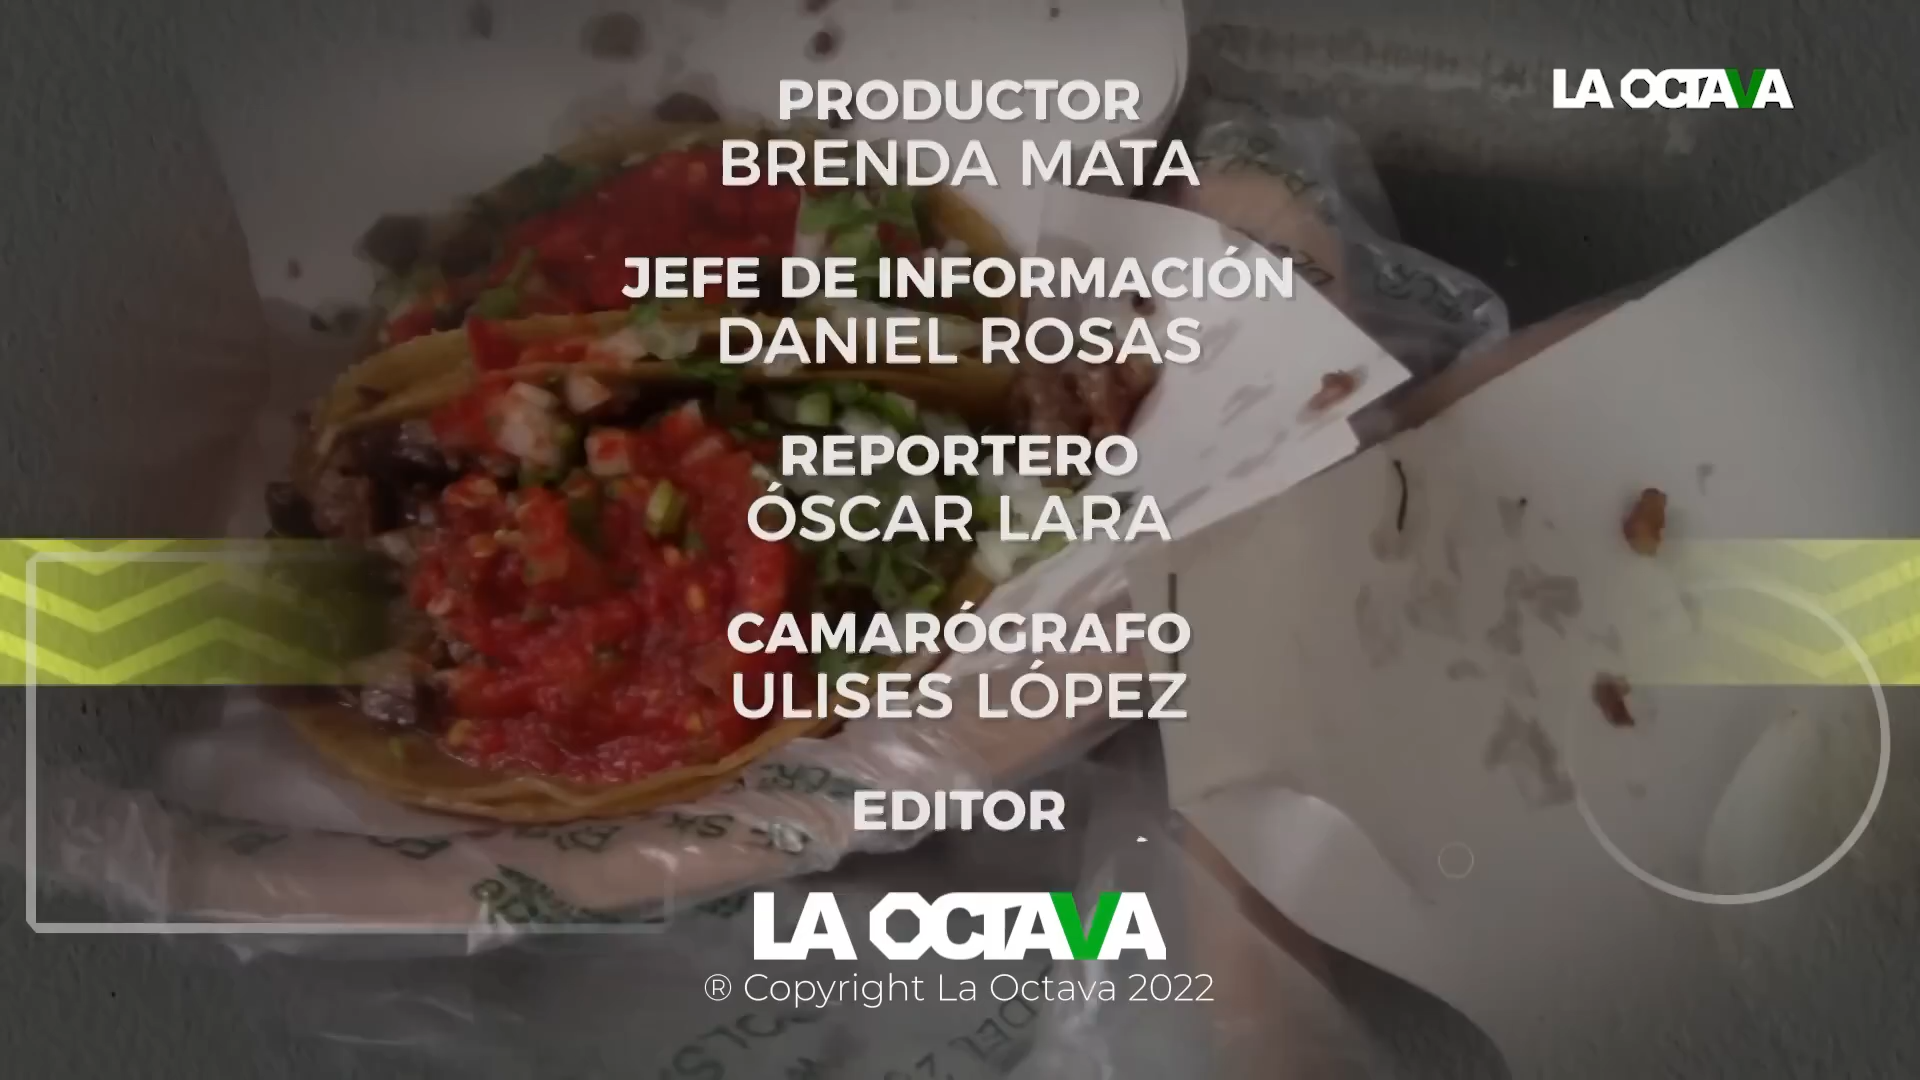 LA OCTAVA
PRODUCTOR
BRENDA MATA
JEFE DE INFORMACIÓN
DANIEL ROSAS
REPORTERO
ÓSCAR LARA
CAMARÓGRAFO
ULISES LÓPEZ
EDITOR
LA OCTAVA
® Copyright La Octava 2022